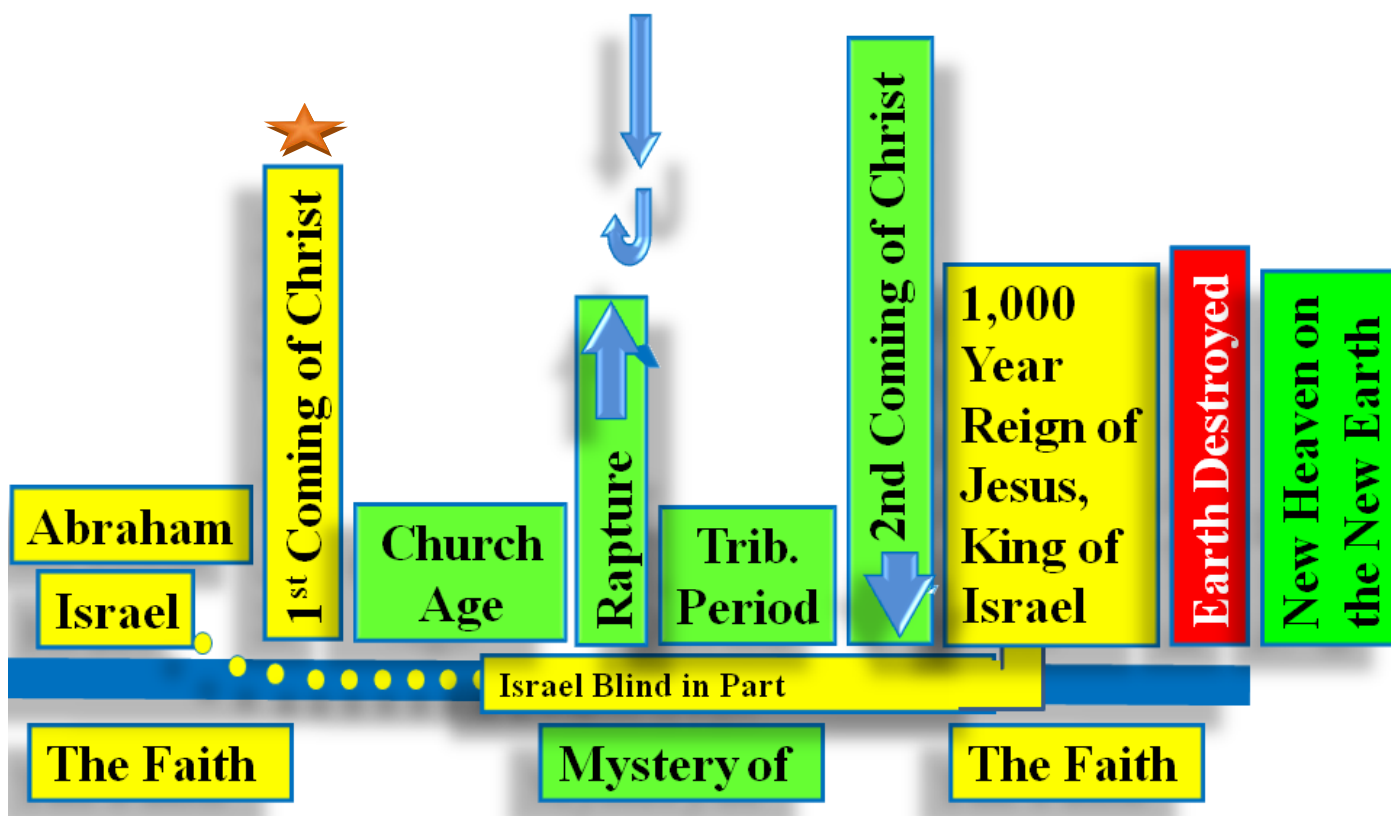 Abraham
Israel
1st Coming of Christ
Church
Age
Rapture
Trib.
Period
2nd Coming of Christ
1,000
Year
Reign of
Jesus,
King of
Israel
Earth Destroyed
New Heaven on
the New Earth
Israel Blind in Part
The Faith
Mystery of
The Faith